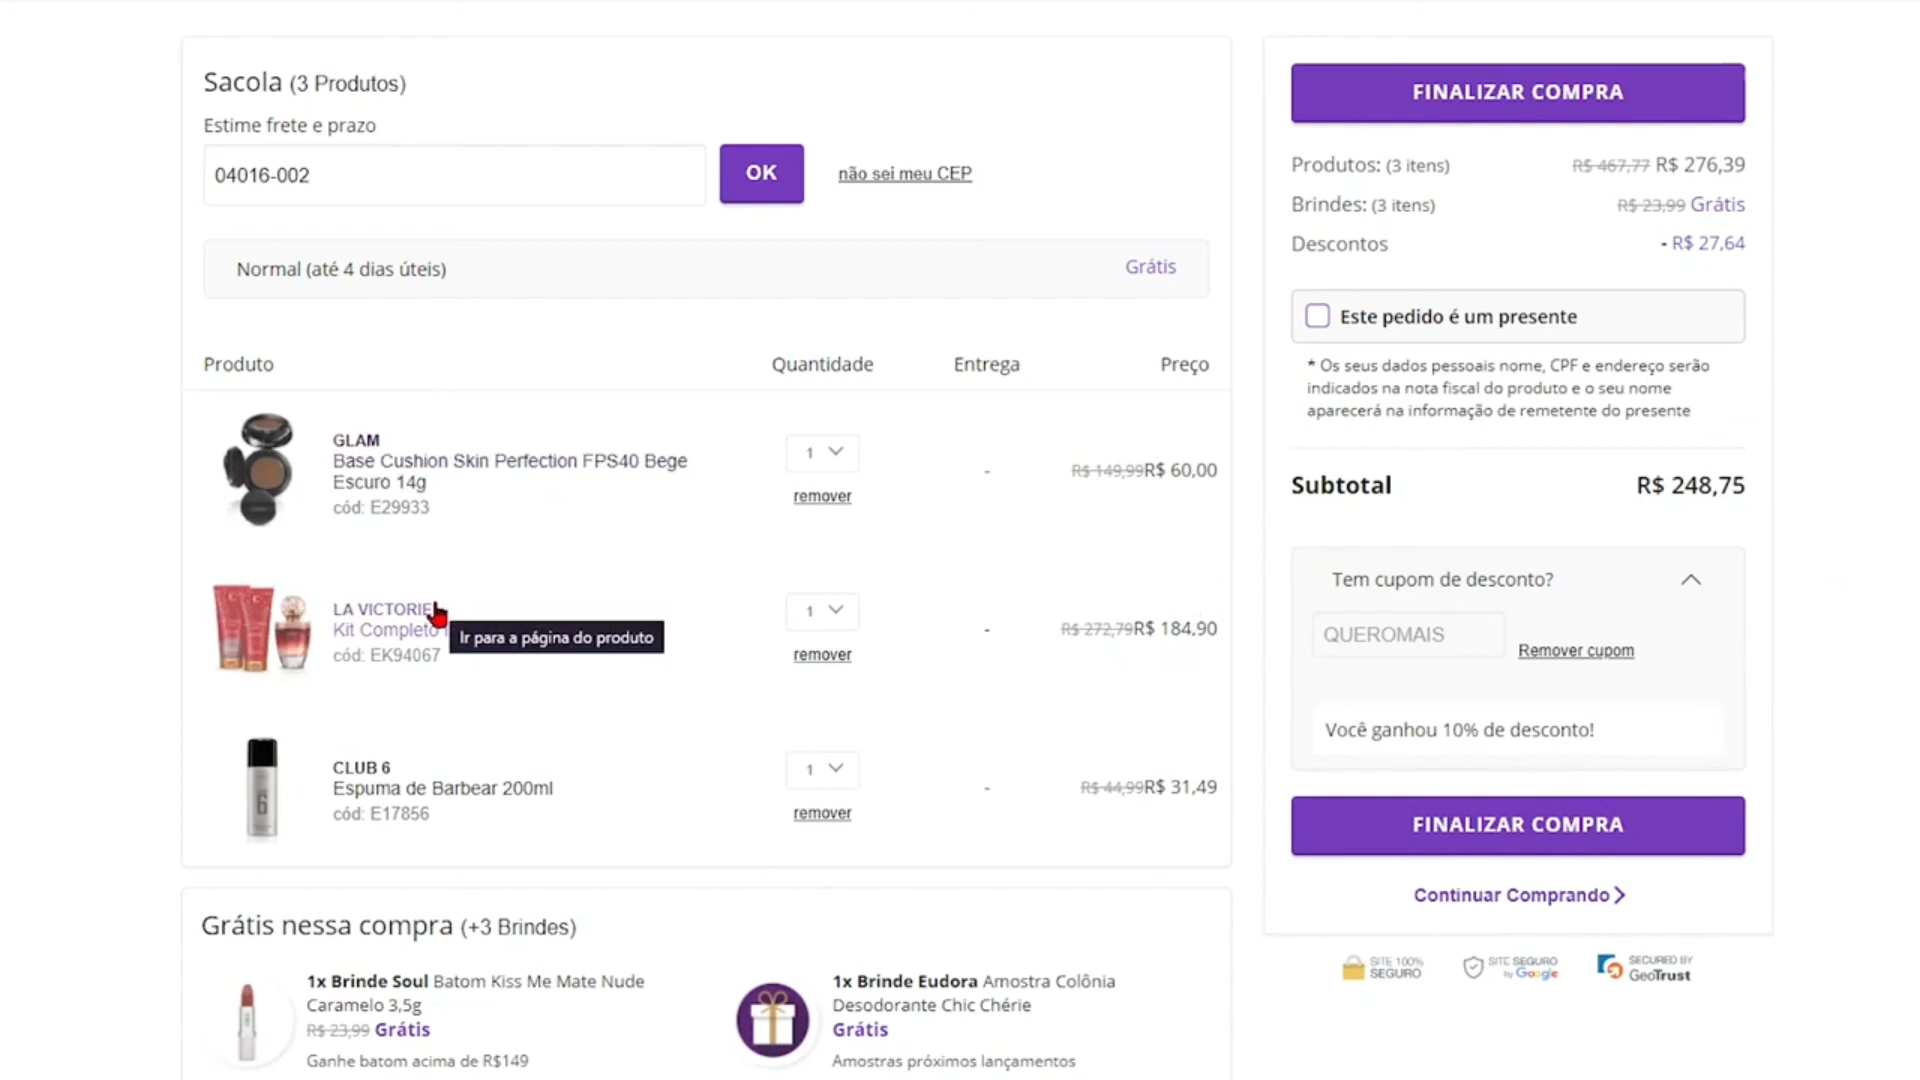 Sacola (3 Produtos)
Estime frete e prazo
04016-002
OK
não sei meu CEP
Normal (até 4 dias úteis)
Grátis
Produto
Quantidade
Entrega
Preço
GLAM
Base Cushion Skin Perfection FPS40 Bege
Escuro 14g
cód: E29933
1
remover
-
R$ 149,99 R$ 60,00
LA VICTORIE
Kit Completo
Ir para a página do produto
cód: EK94067
1
remover
-
R$ 272,79 R$ 184,90
6
CLUB 6
Espuma de Barbear 200ml
cód: E17856
1
remover
-
R$ 44,99 R$ 31,49
Grátis nessa compra (+3 Brindes)
1x Brinde Soul Batom Kiss Me Mate Nude
Caramelo 3,5g
R$ 23,99 Grátis
Ganhe batom acima de R$149
1x Brinde Eudora Amostra Colônia
Desodorante Chic Chérie
Grátis
Amostras próximos lançamentos
FINALIZAR COMPRA
Produtos: (3 itens) R$ 467,77 R$ 276,39
Brindes: (3 itens) R$ 23,99 Grátis
Descontos - R$ 27,64
Este pedido é um presente
* Os seus dados pessoais nome, CPF e endereço serão
indicados na nota fiscal do produto e o seu nome
aparecerá na informação de remetente do presente
Subtotal R$ 248,75
Tem cupom de desconto?
QUEROMAIS
Remover cupom
Você ganhou 10% de desconto!
FINALIZAR COMPRA
Continuar Comprando
SITE 100%
SEGURO
SITE SEGURO
by Google
SECURED BY
GeoTrust